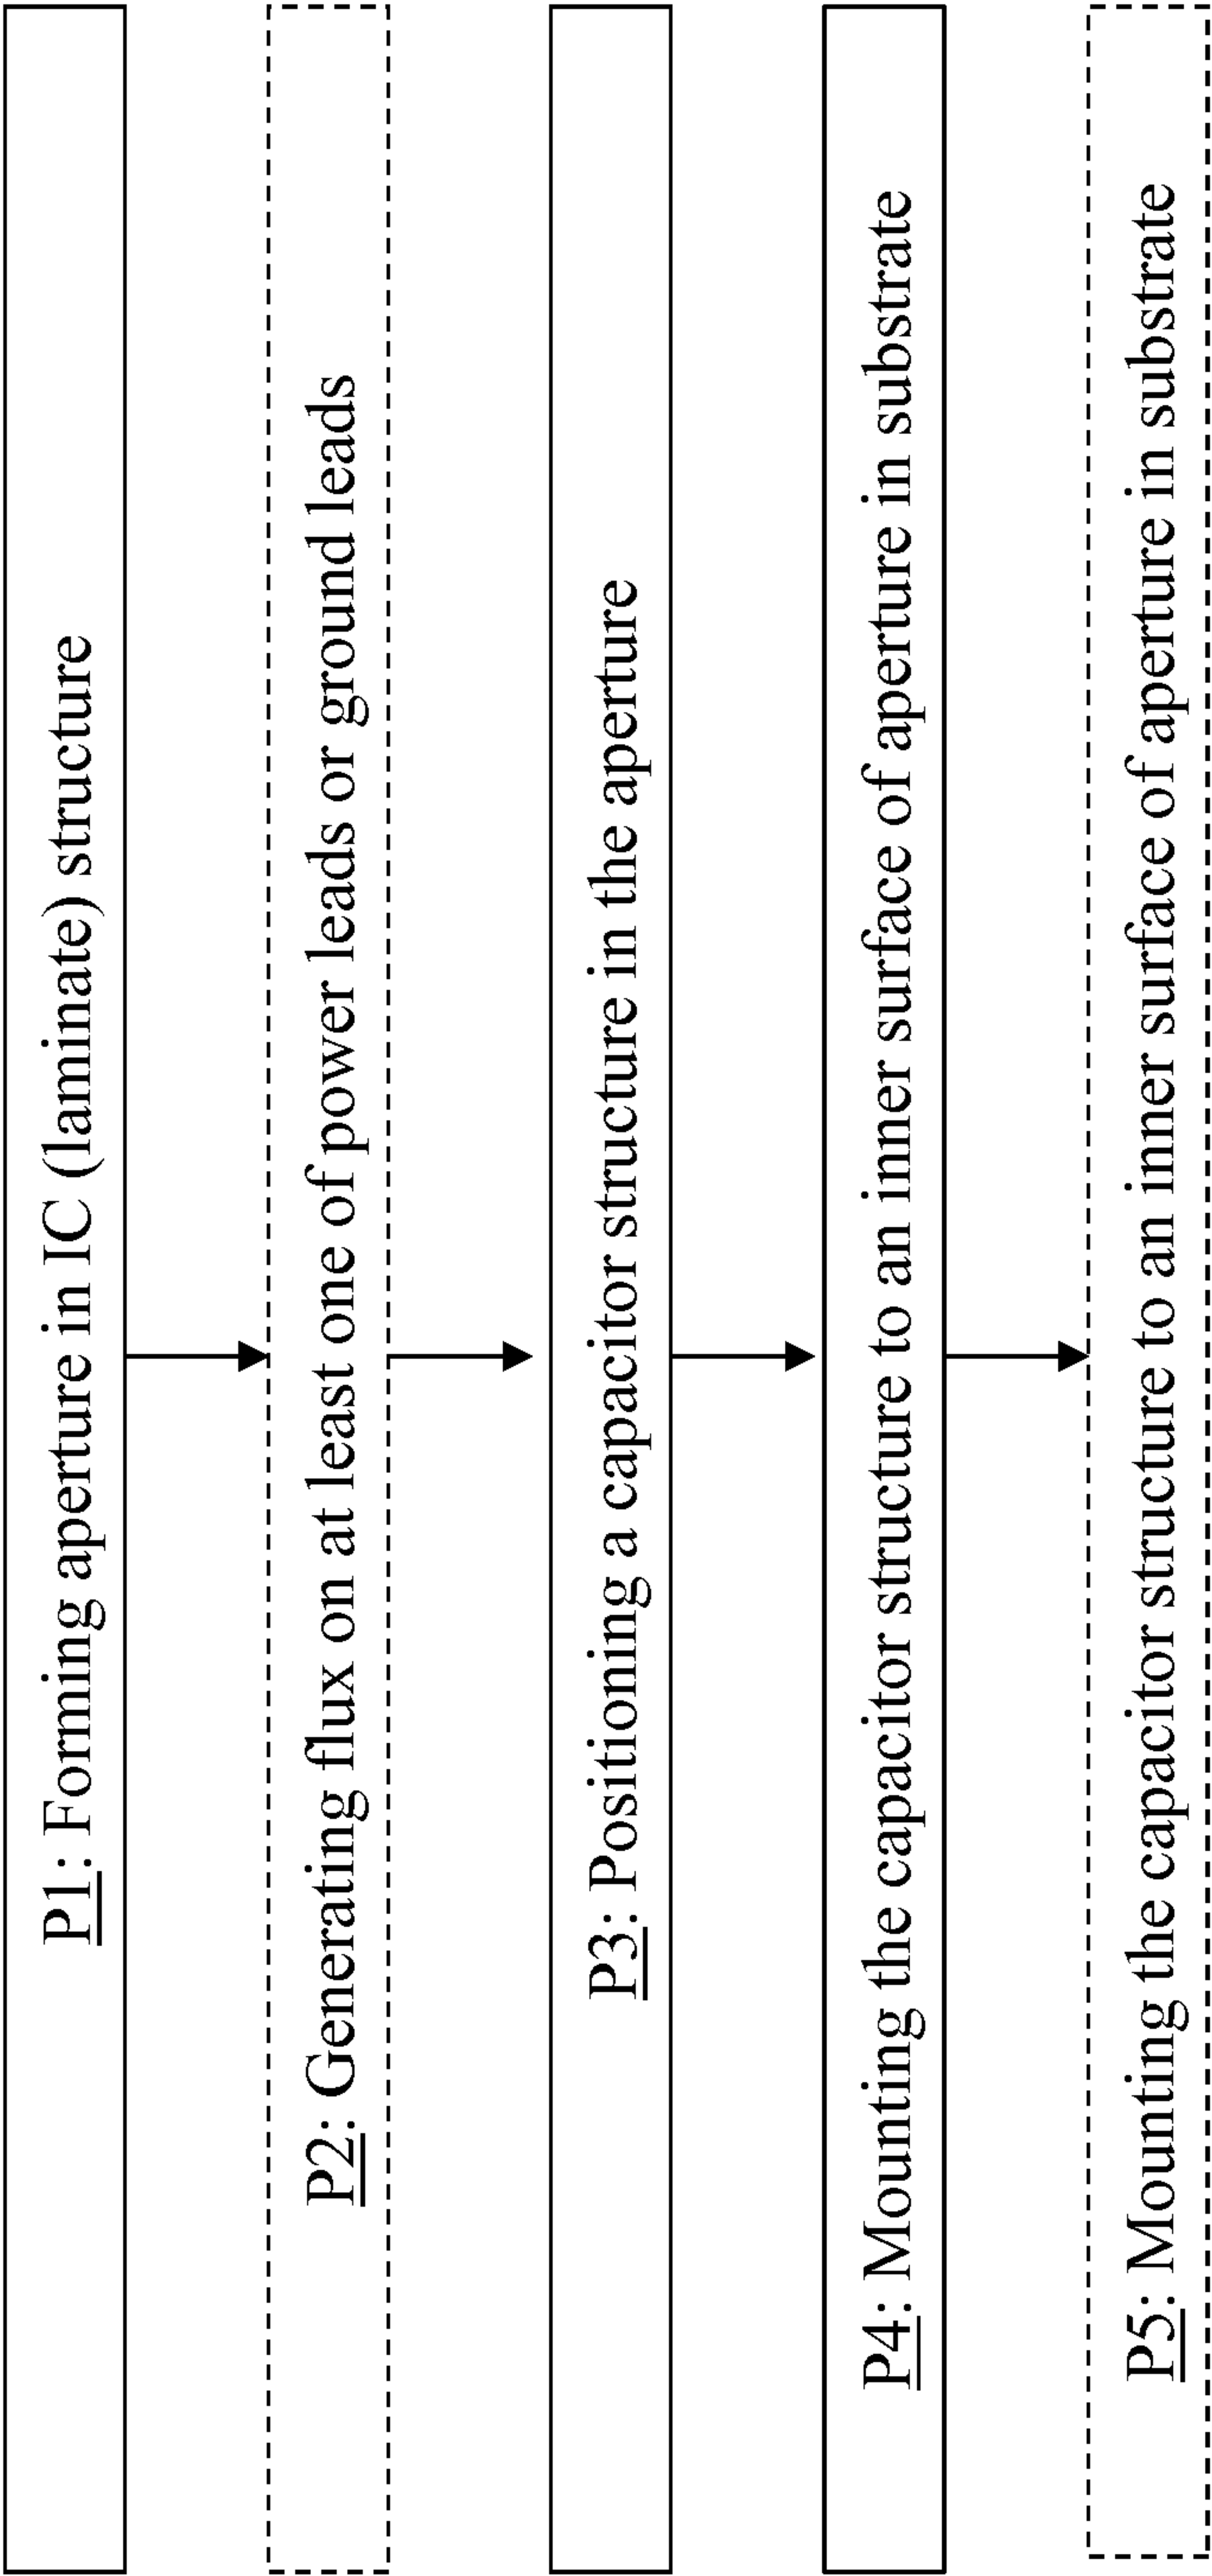 P1: Forming aperture in IC (laminate) structure
P2: Generating flux on at least one of power leads or ground leads
P3: Positioning a capacitor structure in the aperture
P4: Mounting the capacitor structure to an inner surface of aperture in substrate
P5: Mounting the capacitor structure to an inner surface of aperture in substrate